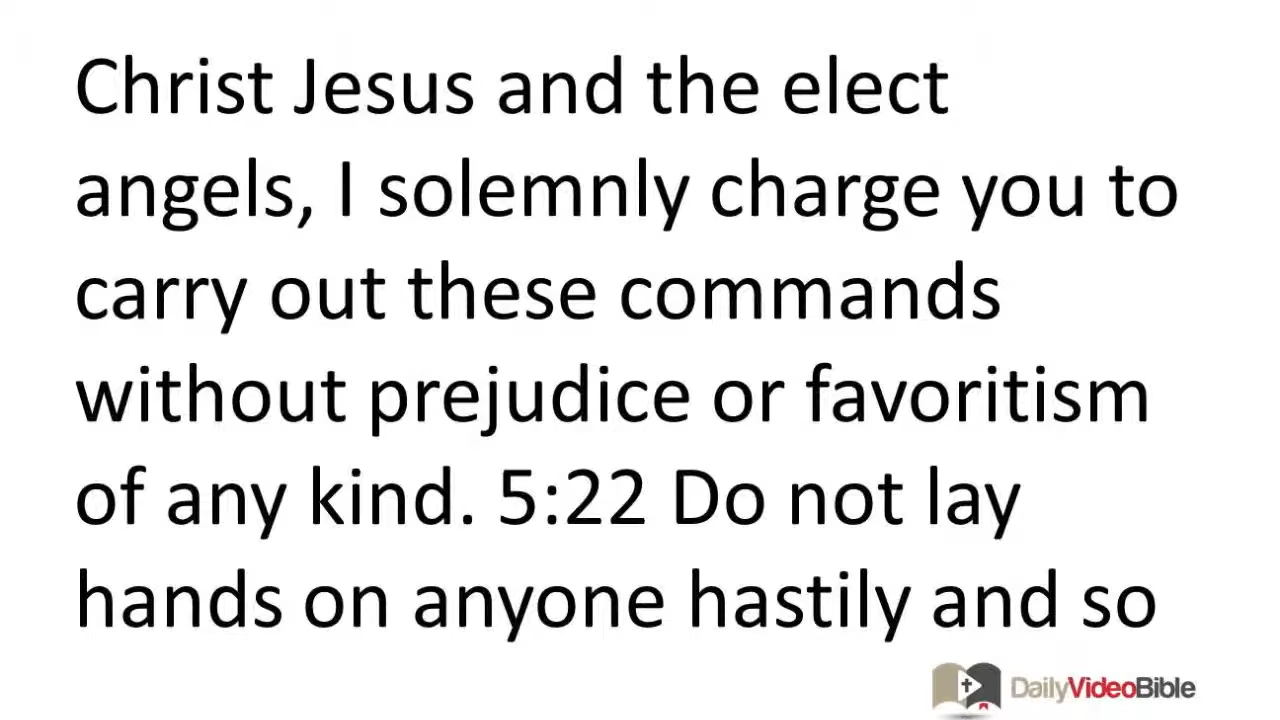 Christ Jesus and the elect
angels, I solemnly charge you to
carry out these commands
without prejudice or favoritism
of any kind. 5:22 Do not lay
hands on anyone hastily and so
DailyVideoBible